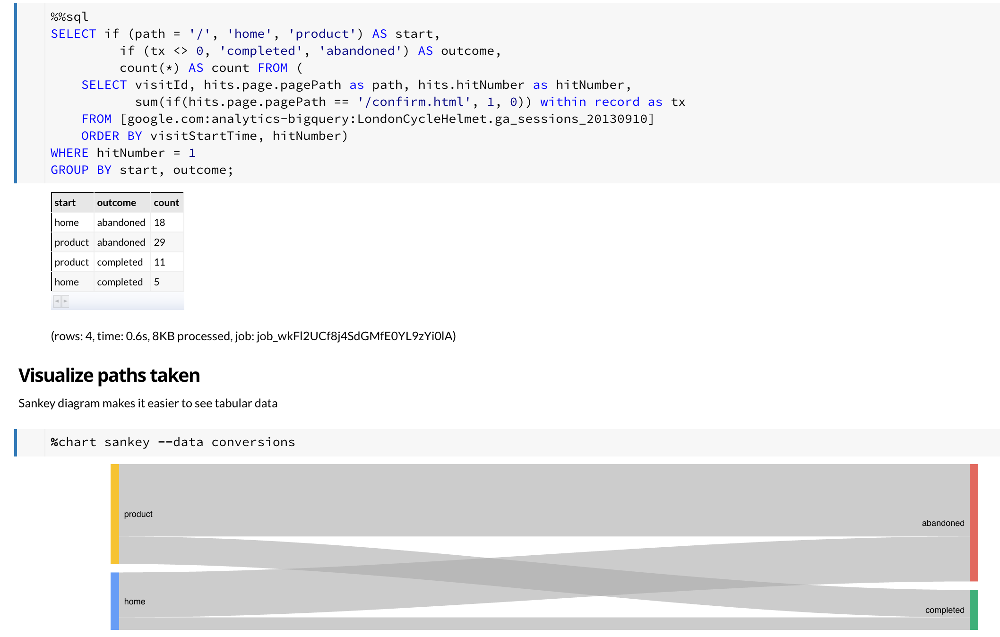 %%sql
SELECT if (path = '/', 'home', 'product') AS start,
         if (tx <> 0, 'completed', 'abandoned') AS outcome,
         count(*) AS count FROM (
    SELECT visitId, hits.page.pagePath as path, hits.hitNumber as hitNumber,
           sum(if(hits.page.pagePath == '/confirm.html', 1, 0)) within record as tx
    FROM [google.com:analytics-bigquery:LondonCycleHelmet.ga_sessions_20130910]
    ORDER BY visitStartTime, hitNumber)
WHERE hitNumber = 1
GROUP BY start, outcome;
start outcome count
home abandoned 18
product abandoned 29
product completed 11
home completed 5
(rows: 4, time: 0.6s, 8KB processed, job: job_wkFl2UCf8j4SdGMfE0YL9zYi0lA)
Visualize paths taken
Sankey diagram makes it easier to see tabular data
%chart sankey --data conversions
product
abandoned
home
completed